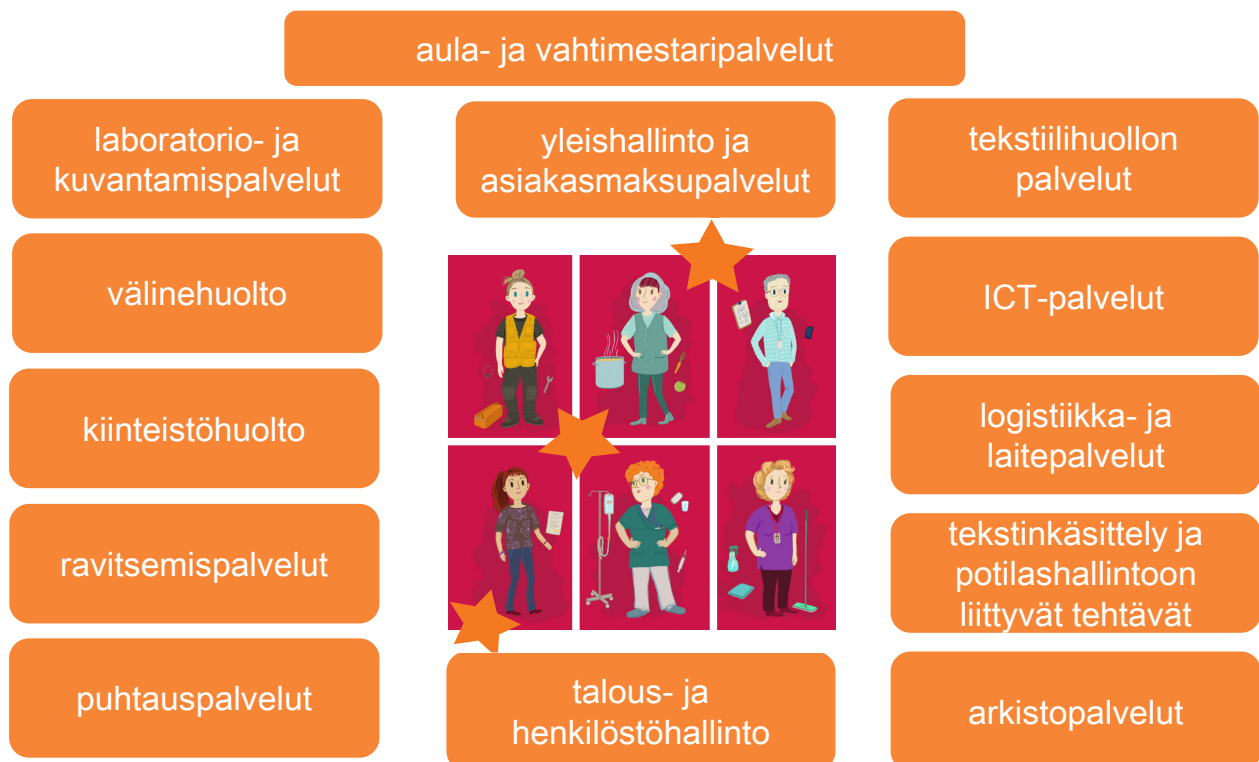 aula- ja vahtimestaripalvelut
laboratorio- ja
kuvantamispalvelut
yleishallinto ja
asiakasmaksupalvelut
tekstiilihuollon
palvelut
välinehuolto
ICT-palvelut
kiinteistöhuolto
logistiikka- ja
laitepalvelut
ravitsemispalvelut
tekstinkäsittely ja
potilashallintoon
liittyvät tehtävät
puhtauspalvelut
talous- ja
henkilöstöhallinto
arkistopalvelut